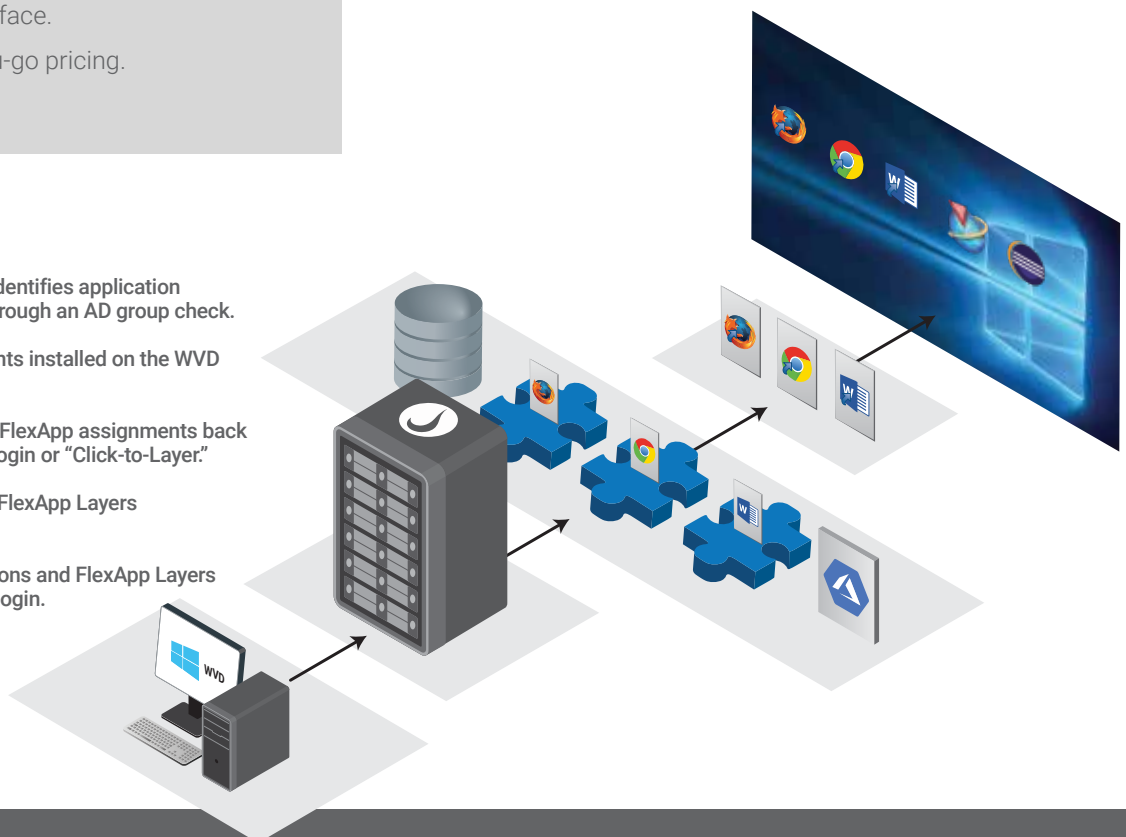 face.
-go pricing.
dentifies application
rough an AD group check.
nts installed on the WVD
FlexApp assignments back
ogin or “Click-to-Layer.”
FlexApp Layers
ons and FlexApp Layers
ogin.
WVD